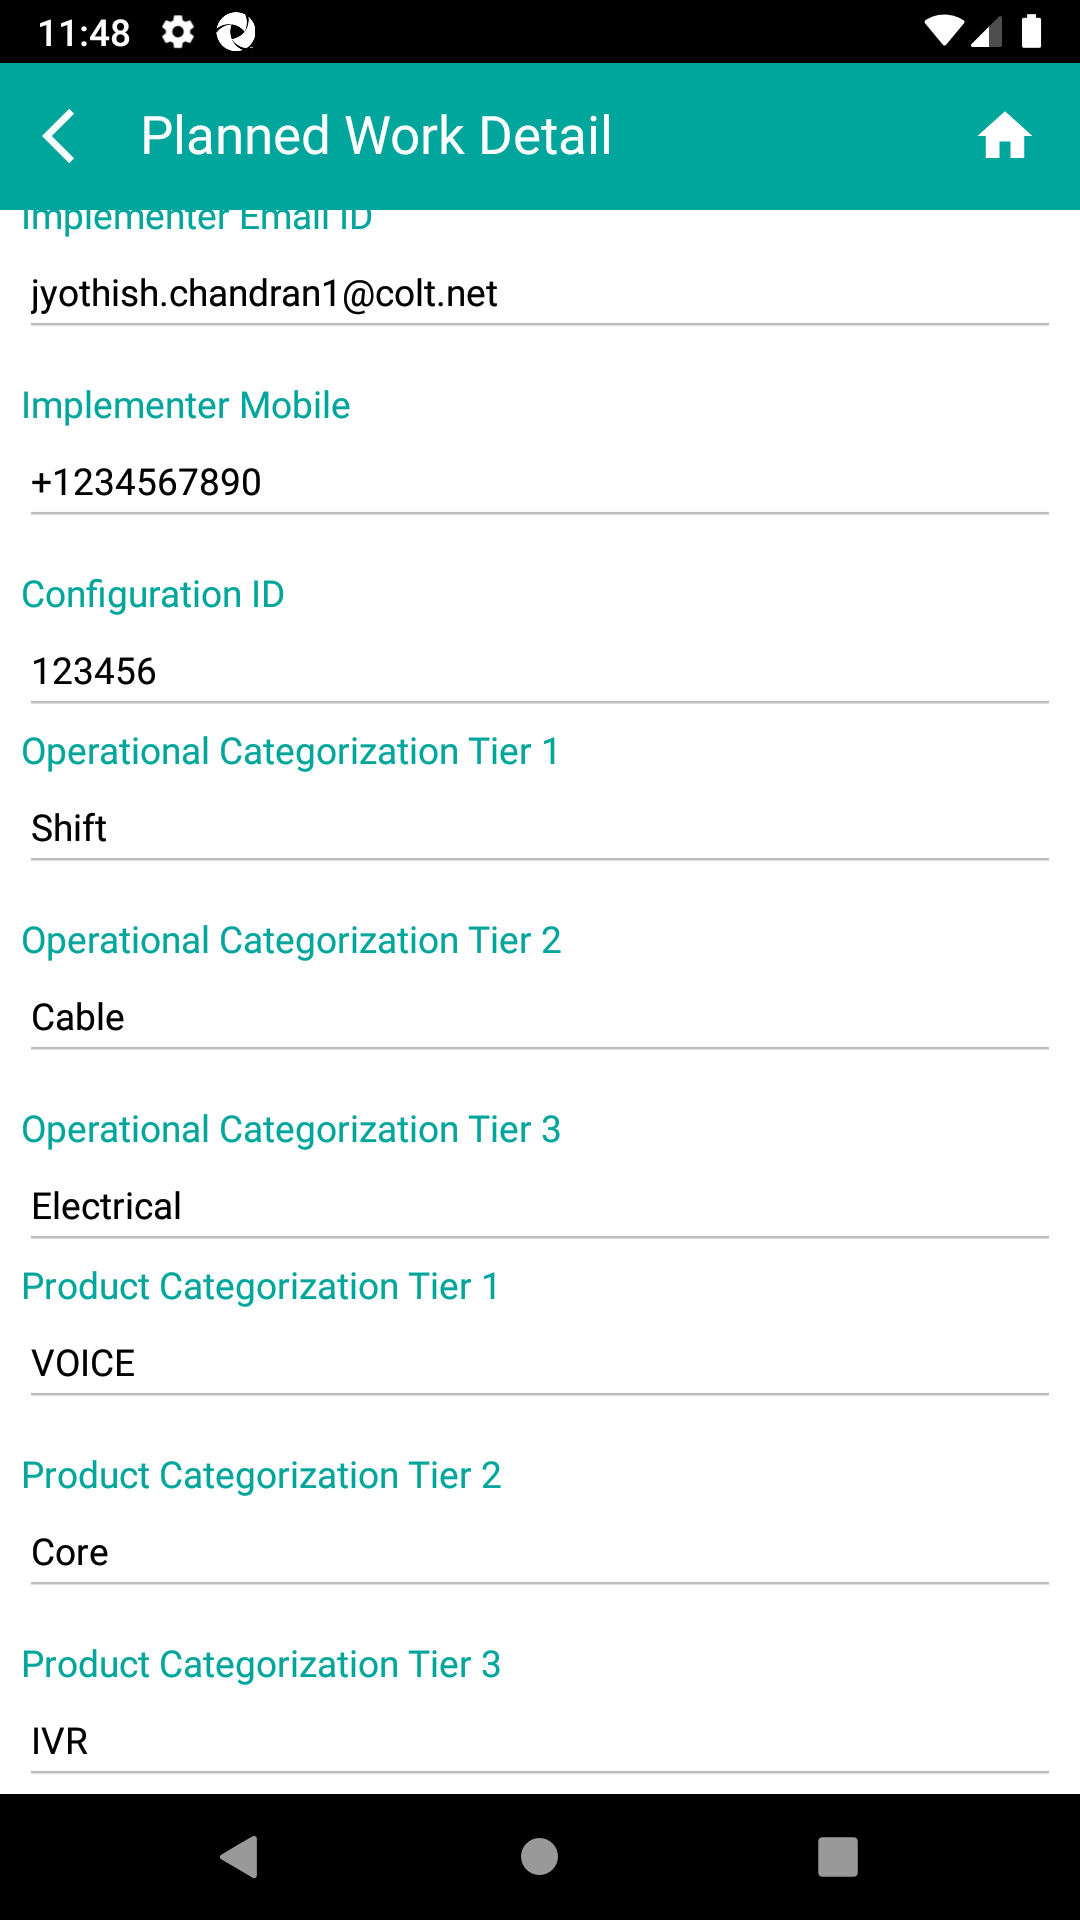 11:48
Planned Work Detail
Implementer Email ID
jyothish.chandran1@colt.net
Implementer Mobile
+1234567890
Configuration ID
123456
Operational Categorization Tier 1
Shift
Operational Categorization Tier 2
Cable
Operational Categorization Tier 3
Electrical
Product Categorization Tier 1
VOICE
Product Categorization Tier 2
Core
Product Categorization Tier 3
IVR